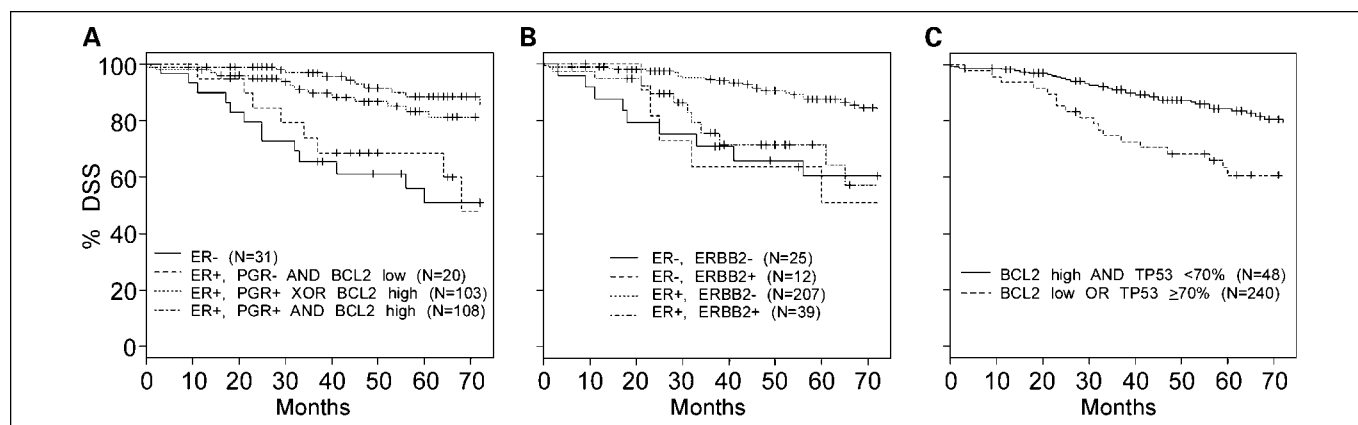 A
B
C
% DSS
100
80
60
40
20
0
ER- (N=31)
ER+, PGR- AND BCL2 low (N=20)
ER+, PGR+ XOR BCL2 high (N=103)
ER+, PGR+ AND BCL2 high (N=108)
0 10 20 30 40 50 60 70
Months
ER-, ERBB2- (N=25)
ER-, ERBB2+ (N=12)
ER+, ERBB2- (N=207)
ER+, ERBB2+ (N=39)
0 10 20 30 40 50 60 70
Months
BCL2 high AND TP53 <70% (N=48)
BCL2 low OR TP53 ≥70% (N=240)
0 10 20 30 40 50 60 70
Months